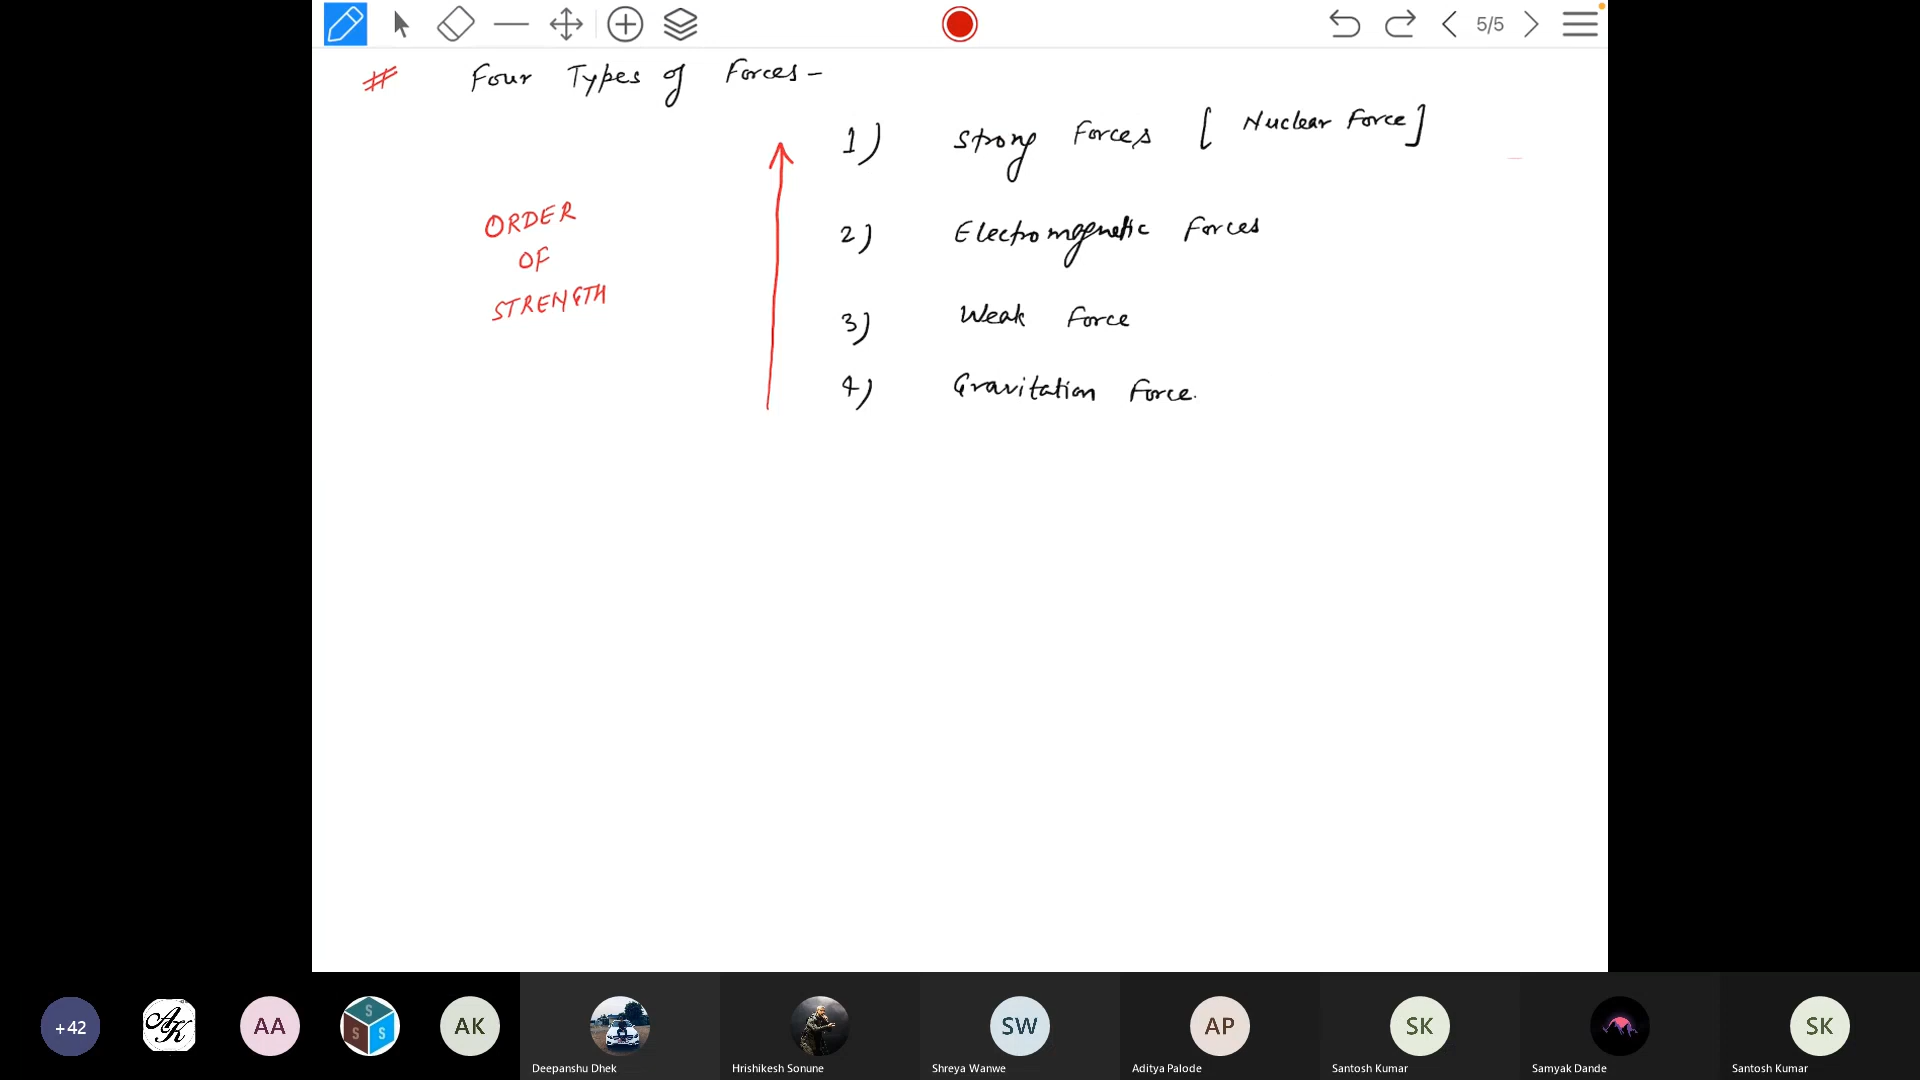 5/5
# Four Types of Forces -
1) Strong Forces [ Nuclear Force ]
2) Electromagnetic Forces
3) Weak Force
4) Gravitation Force.
ORDER
OF
STRENGTH
+42
AK
AA
S
S S
AK
SW
AP
SK
SK
Deepanshu Dhek
Hrishikesh Sonune
Shreya Wanwe
Aditya Palode
Santosh Kumar
Samyak Dande
Santosh Kumar